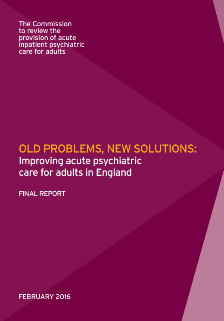 The Commission
to review the
provision of acute
inpatient psychiatric
care for adults
OLD PROBLEMS, NEW SOLUTIONS:
Improving acute psychiatric
care for adults in England
FINAL REPORT
FEBRUARY 2016